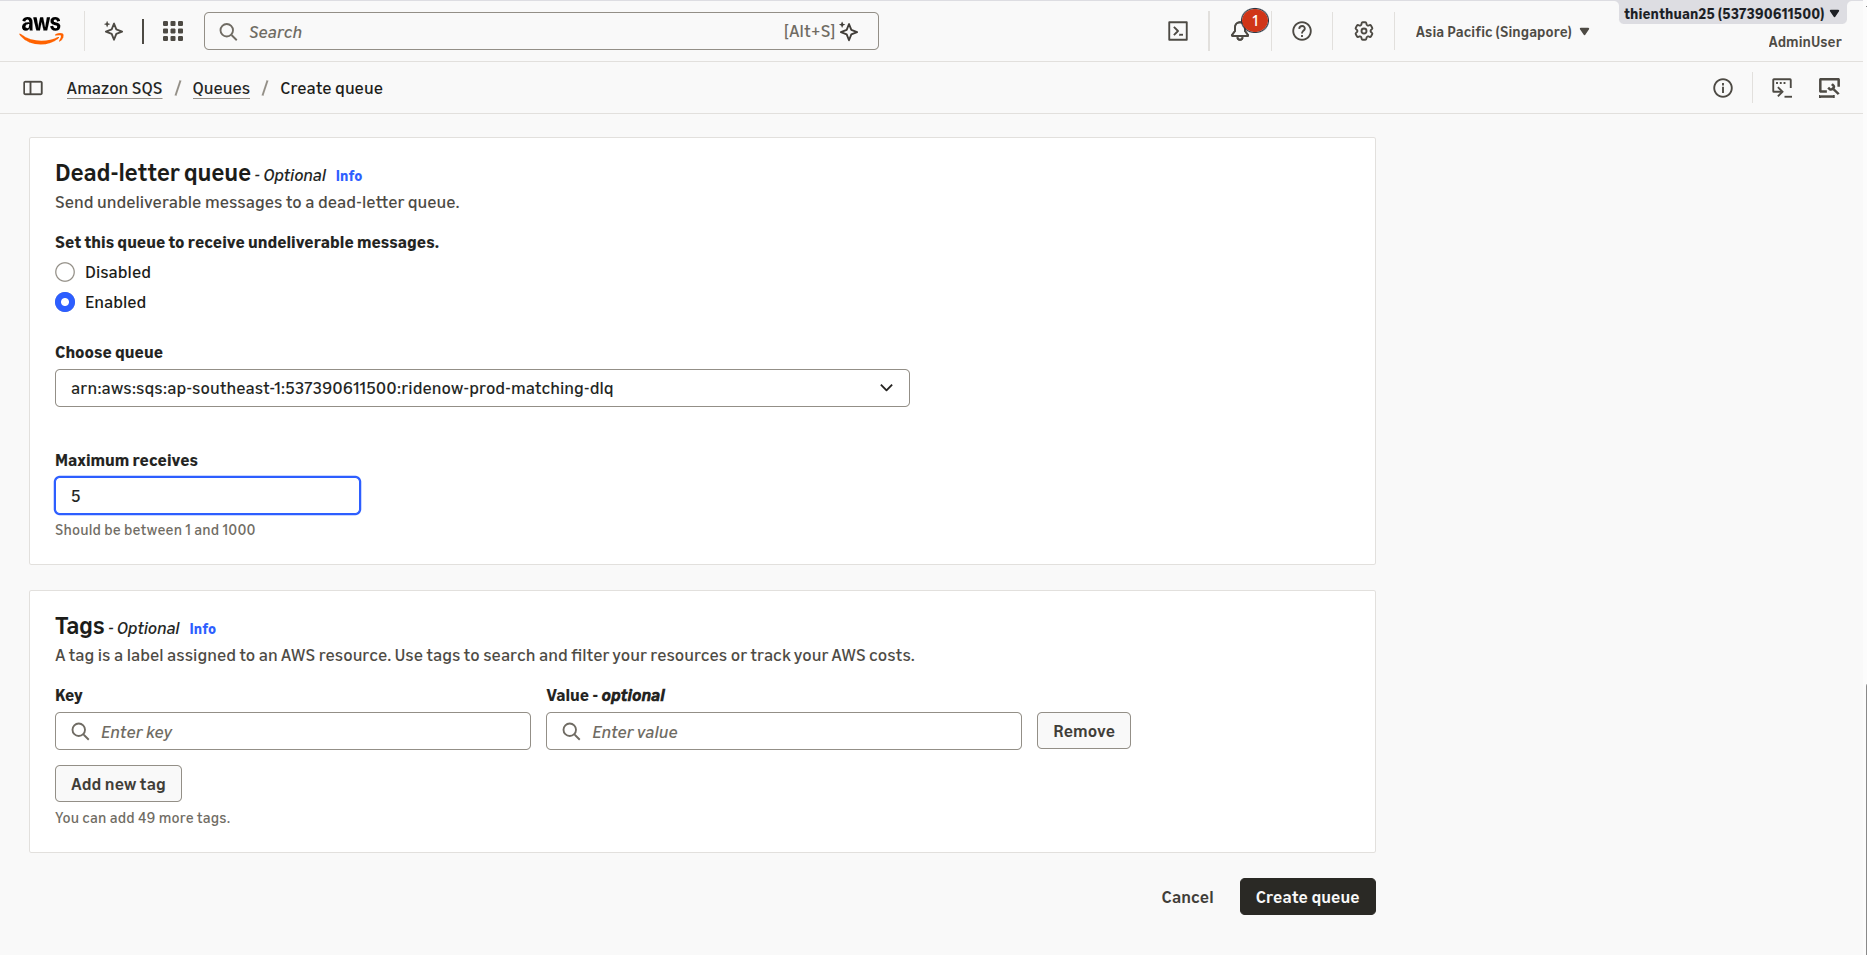 aws
Search
[Alt+S]
1
Asia Pacific (Singapore)
thienthuan25 (537390611500)
AdminUser
Amazon SQS / Queues / Create queue
Dead-letter queue - Optional Info
Send undeliverable messages to a dead-letter queue.
Set this queue to receive undeliverable messages.
Disabled
Enabled
Choose queue
arn:aws:sqs:ap-southeast-1:537390611500:ridenow-prod-matching-dlq
Maximum receives
5
Should be between 1 and 1000
Tags - Optional Info
A tag is a label assigned to an AWS resource. Use tags to search and filter your resources or track your AWS costs.
Key
Value - optional
Enter key
Enter value
Remove
Add new tag
You can add 49 more tags.
Cancel
Create queue